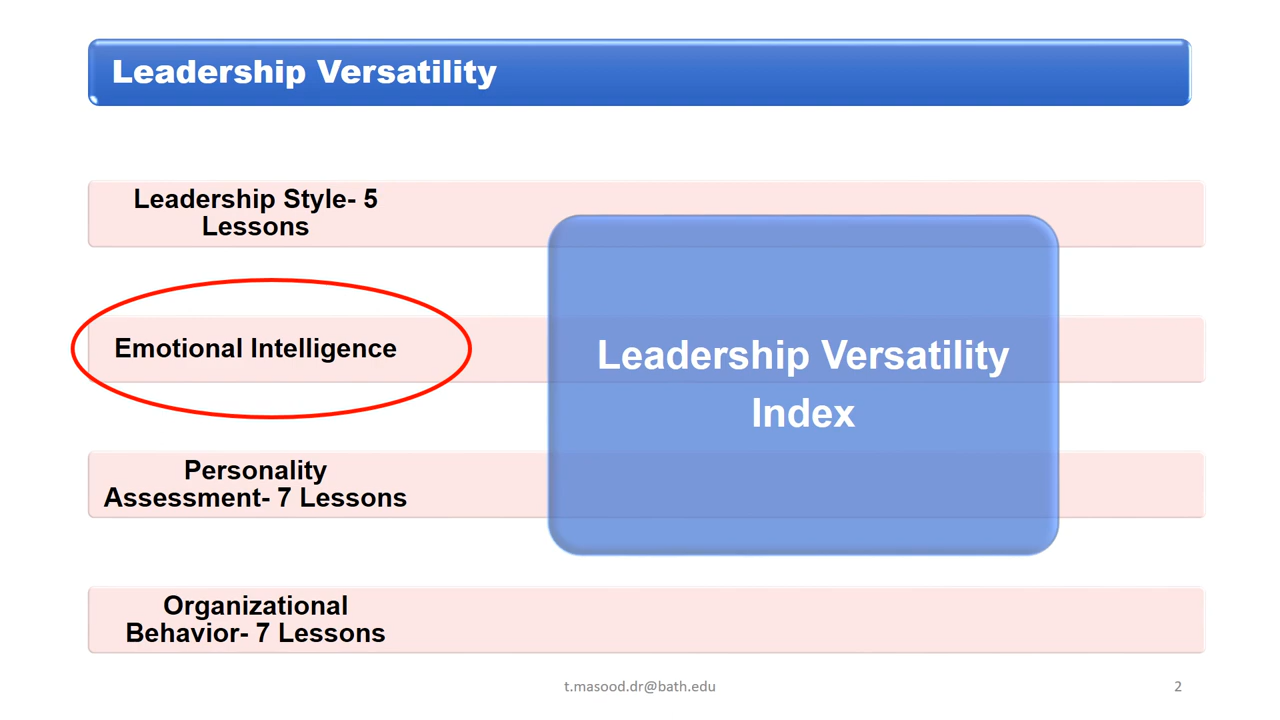 Leadership Versatility
Leadership Style- 5
Lessons
Emotional Intelligence
Leadership Versatility
Index
Personality
Assessment- 7 Lessons
Organizational
Behavior- 7 Lessons
t.masood.dr@bath.edu
2